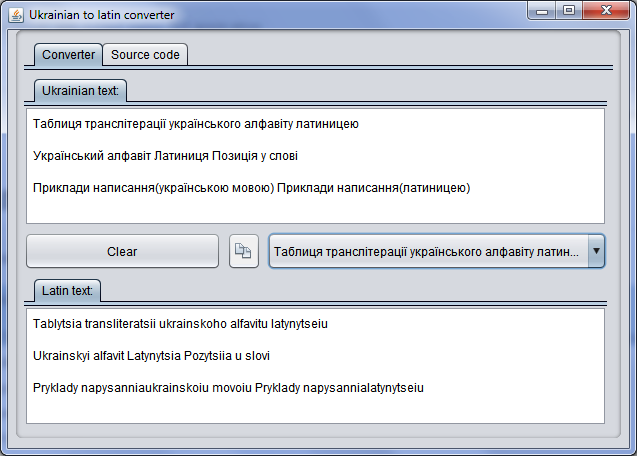 Ukrainian to latin converter
Converter Source code
Ukrainian text:
Таблиця транслітерації українського алфавіту латиницею
Український алфавіт Латиниця Позиція у слові
Приклади написання(українською мовою) Приклади написання(латиницею)
Clear Таблиця транслітерації українського алфавіту латин...
Latin text:
Tablytsia transliteratsii ukrainskoho alfavitu latynytseiu
Ukrainskyi alfavit Latynytsia Pozytsiia u slovi
Pryklady napysanniaukrainskoiu movoiu Pryklady napysannialatynytseiu